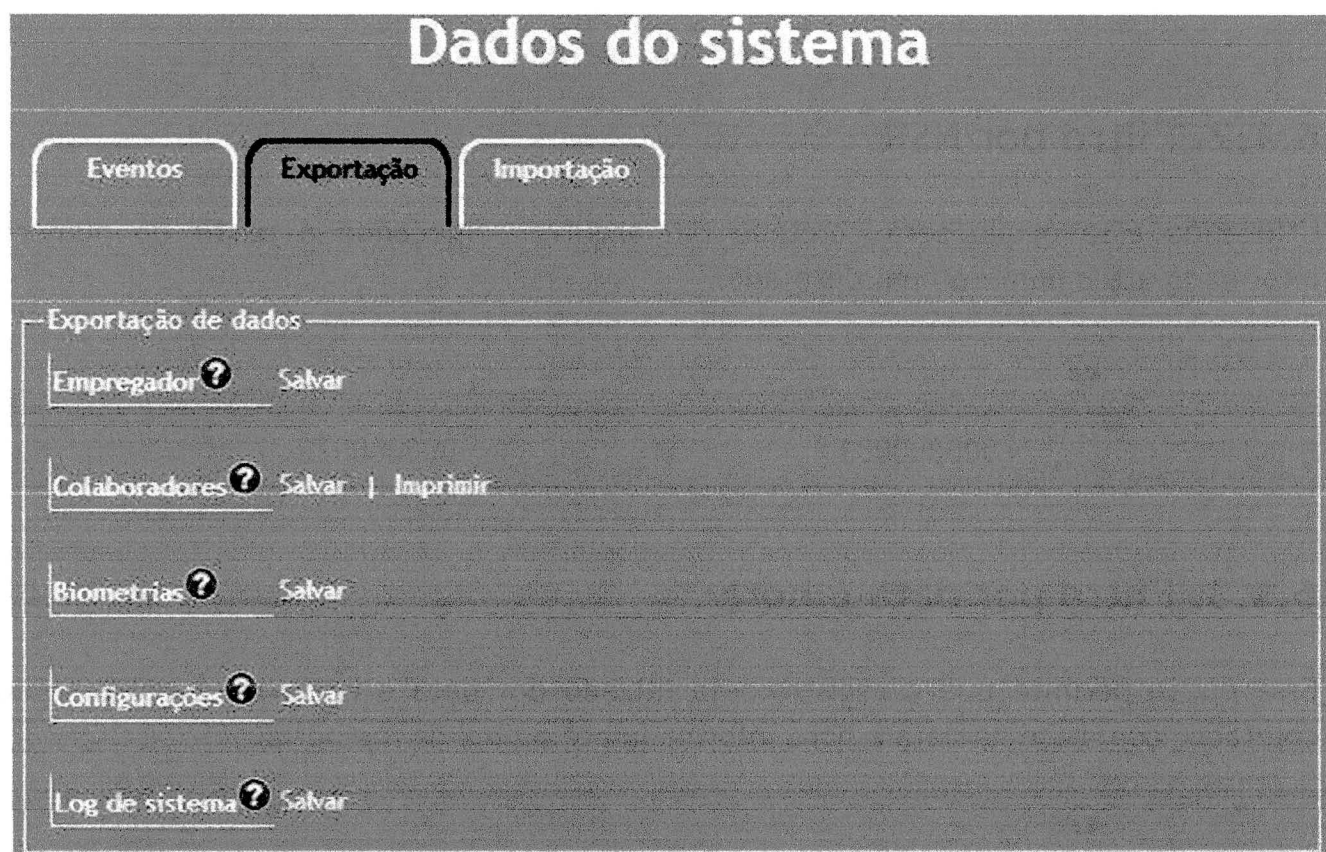 Dados do sistema
Eventos Exportação Importação
Exportação de dados
Empregador ? Salvar
Colaboradores ? Salvar | Imprimir
Biometrias ? Salvar
Configurações ? Salvar
Log de sistema ? Salvar